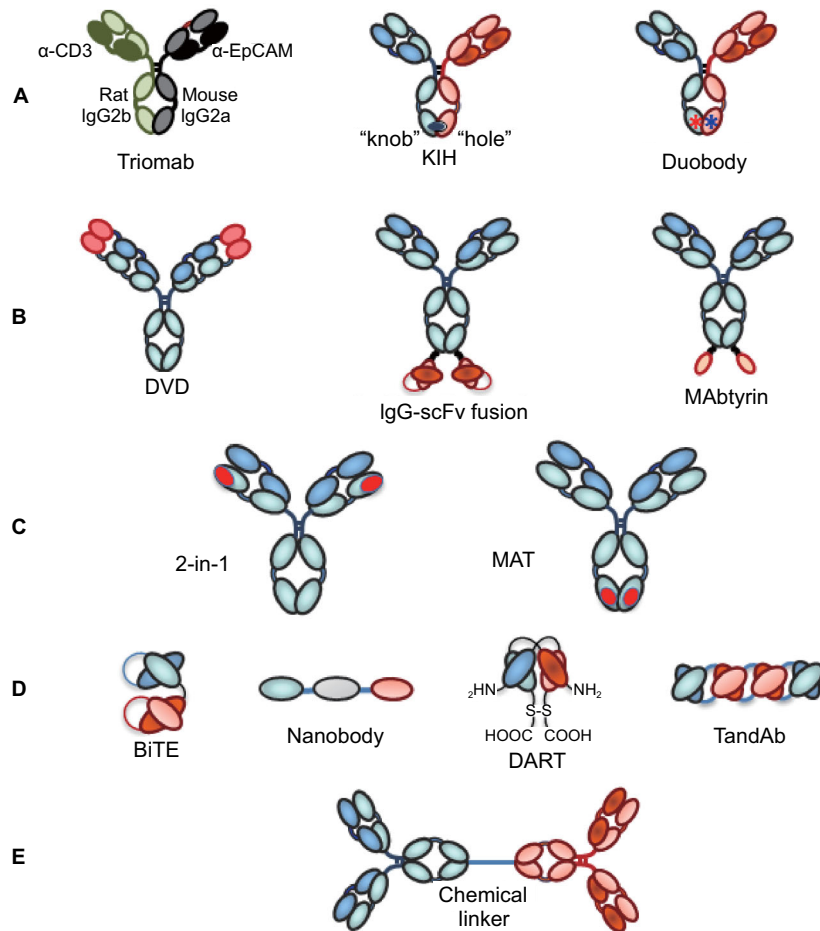 α-CD3
α-EpCAM
A
Rat
IgG2b
Mouse
IgG2a
Triomab
“knob”
“hole”
KIH
* *
Duobody
B
DVD
IgG-scFv fusion
MAbtyrin
C
2-in-1
MAT
D
BiTE
Nanobody
₂HN
NH₂
S-S
HOOC
COOH
DART
TandAb
E
Chemical
linker